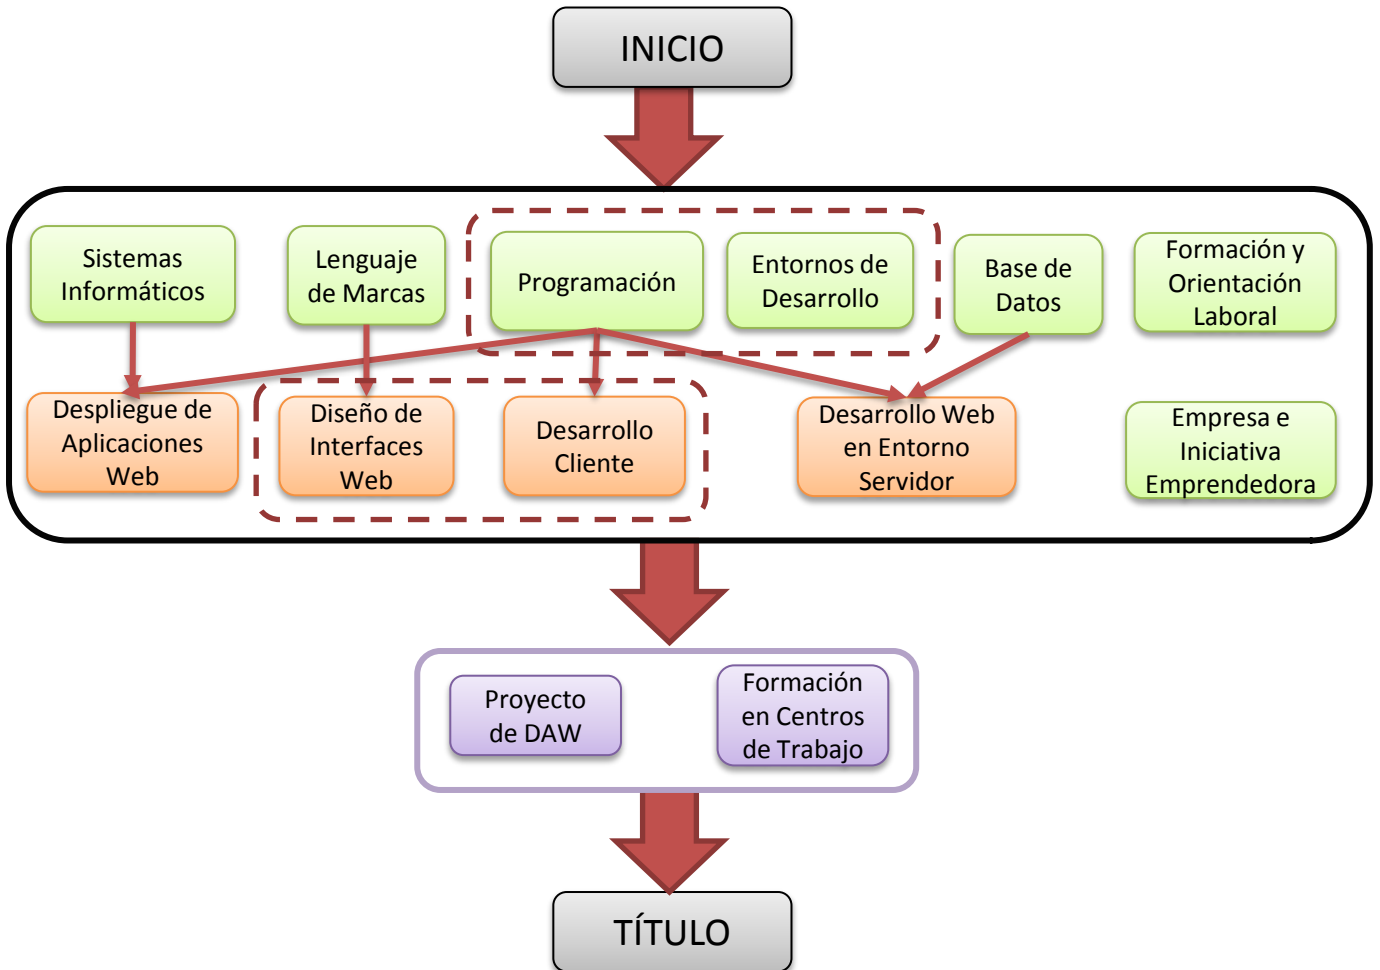 INICIO
Sistemas
Informáticos
Lenguaje
de Marcas
Programación
Entornos de
Desarrollo
Base de
Datos
Formación y
Orientación
Laboral
Despliegue de
Aplicaciones
Web
Diseño de
Interfaces
Web
Desarrollo
Cliente
Desarrollo Web
en Entorno
Servidor
Empresa e
Iniciativa
Emprendedora
Proyecto
de DAW
Formación
en Centros
de Trabajo
TÍTULO